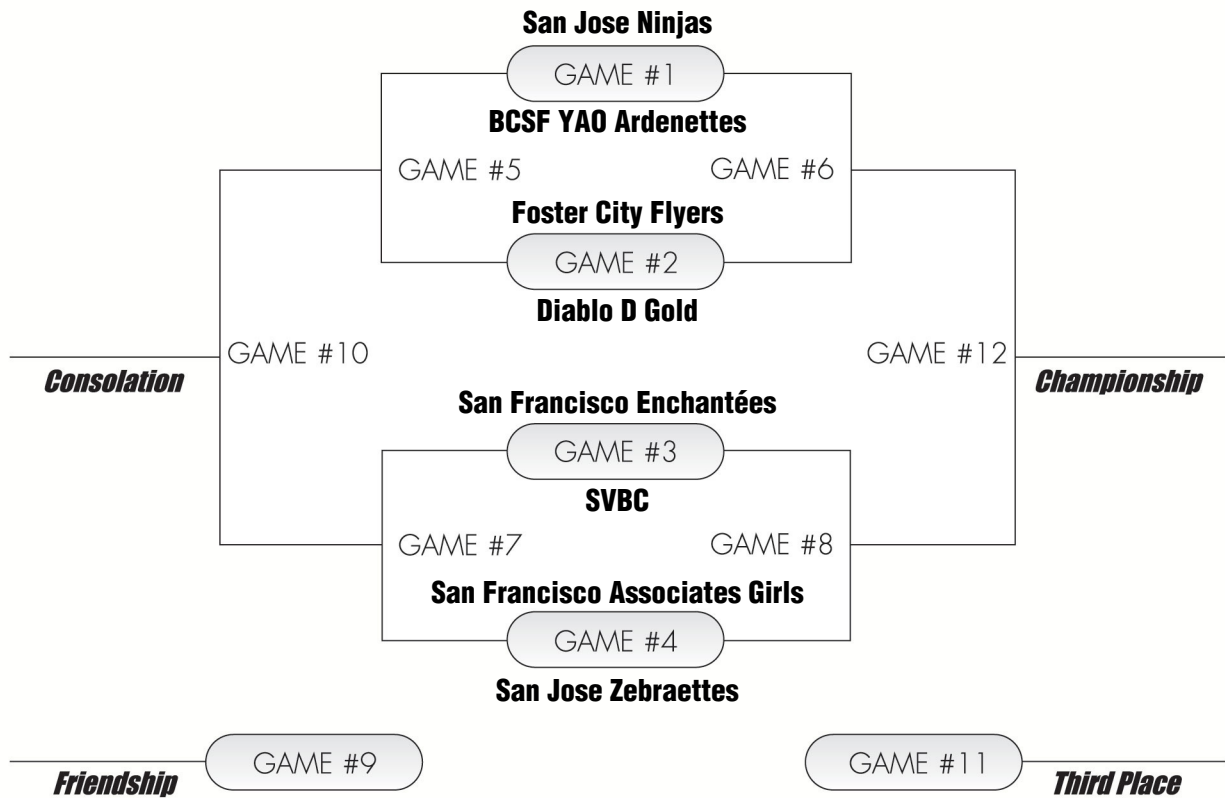 San Jose Ninjas
GAME #1
BCSF YAO Ardenettes
GAME #5
GAME #6
Foster City Flyers
GAME #2
Diablo D Gold
GAME #10
GAME #12
Consolation
Championship
San Francisco Enchantées
GAME #3
SVBC
GAME #7
GAME #8
San Francisco Associates Girls
GAME #4
San Jose Zebraettes
GAME #9
GAME #11
Friendship
Third Place